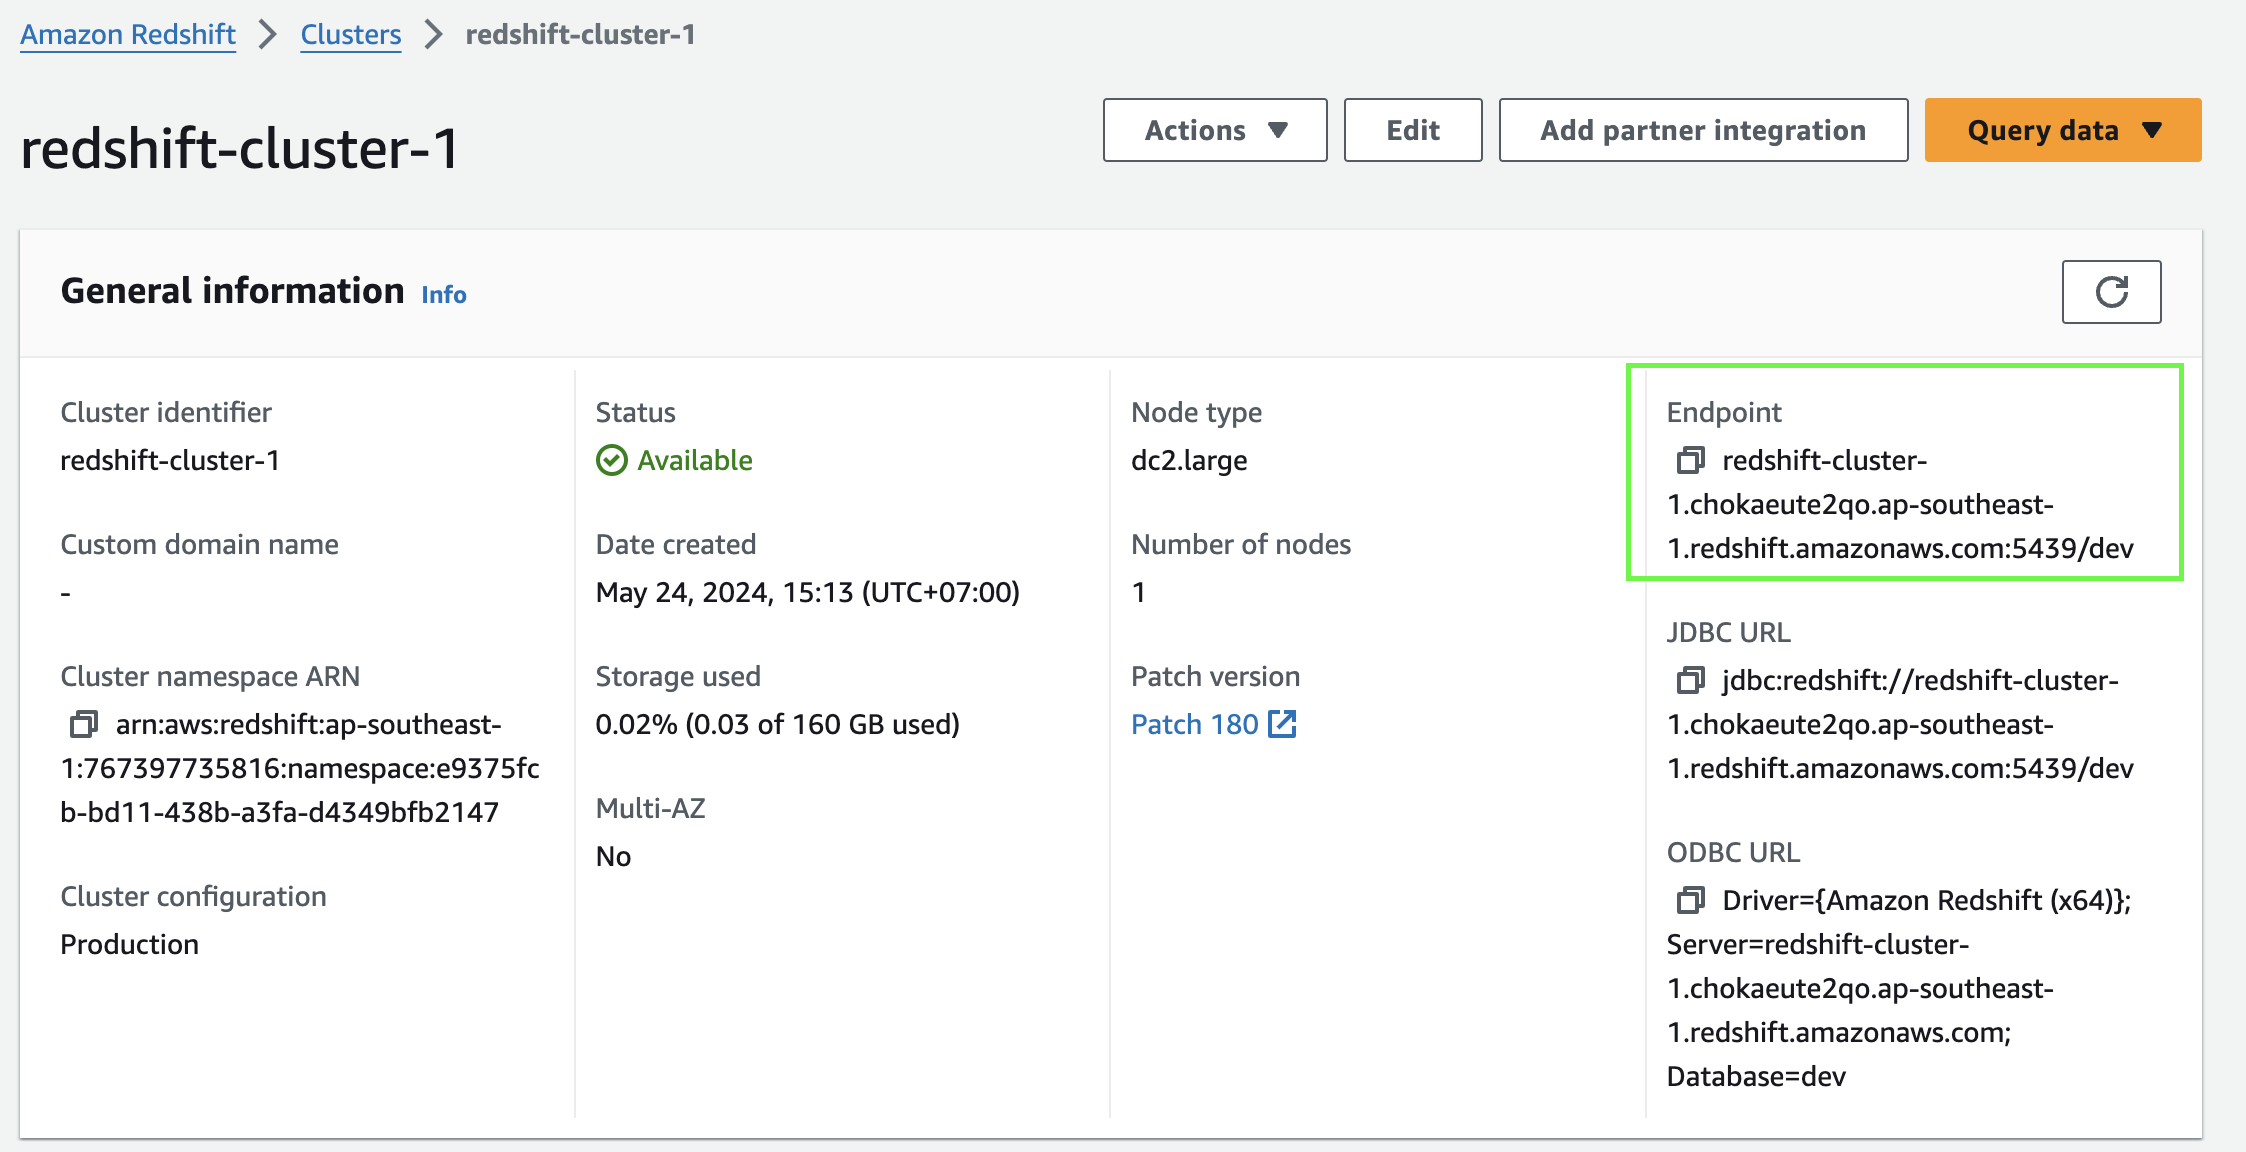 Amazon Redshift > Clusters > redshift-cluster-1
redshift-cluster-1
Actions
Edit
Add partner integration
Query data
General information Info
Cluster identifier
redshift-cluster-1
Custom domain name
-
Cluster namespace ARN
arn:aws:redshift:ap-southeast-
1:767397735816:namespace:e9375fc
b-bd11-438b-a3fa-d4349bfb2147
Cluster configuration
Production
Status
Available
Date created
May 24, 2024, 15:13 (UTC+07:00)
Storage used
0.02% (0.03 of 160 GB used)
Multi-AZ
No
Node type
dc2.large
Number of nodes
1
Patch version
Patch 180
Endpoint
redshift-cluster-
1.chokaeute2qo.ap-southeast-
1.redshift.amazonaws.com:5439/dev
JDBC URL
jdbc:redshift://redshift-cluster-
1.chokaeute2qo.ap-southeast-
1.redshift.amazonaws.com:5439/dev
ODBC URL
Driver={Amazon Redshift (x64)};
Server=redshift-cluster-
1.chokaeute2qo.ap-southeast-
1.redshift.amazonaws.com;
Database=dev